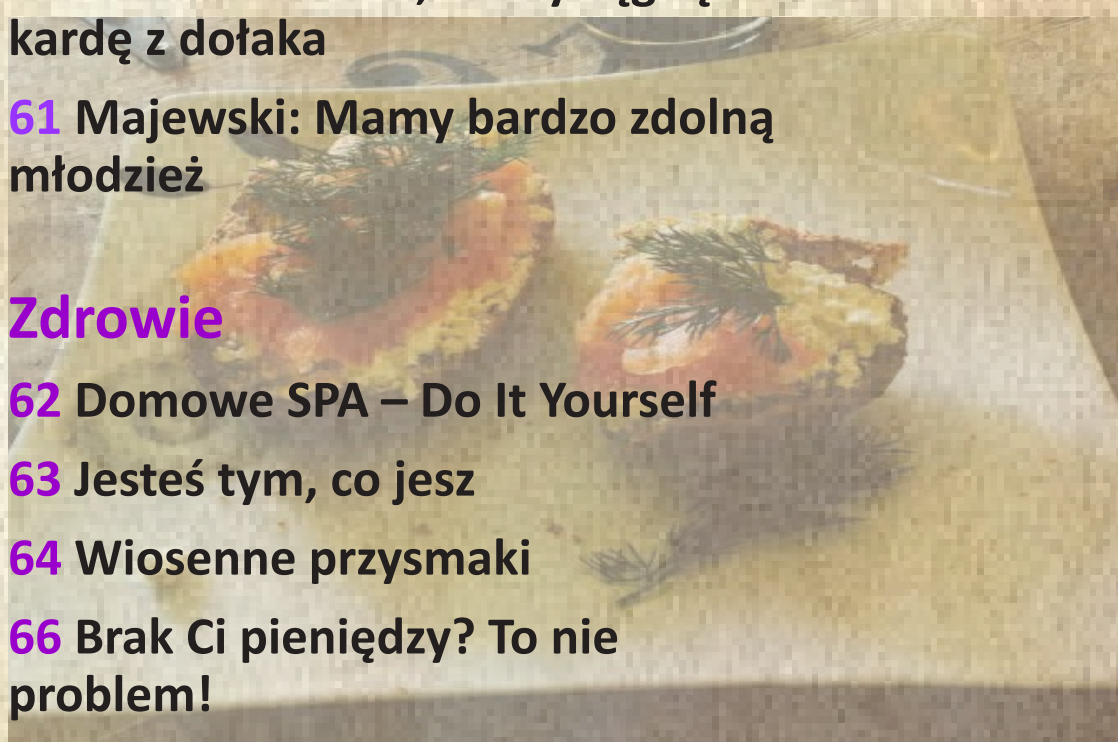 kardę z dołaka
61 Majewski: Mamy bardzo zdolną
młodzież
Zdrowie
62 Domowe SPA – Do It Yourself
63 Jesteś tym, co jesz
64 Wiosenne przysmaki
66 Brak Ci pieniędzy? To nie
problem!